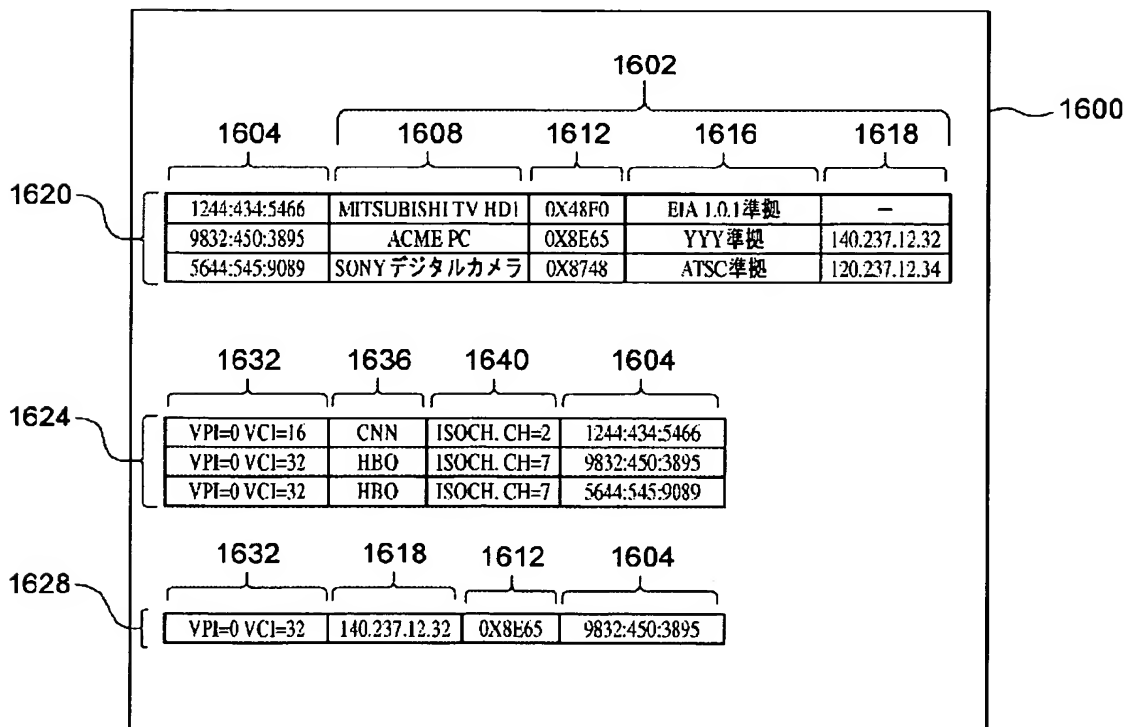 1602
1600
1604 1608 1612 1616 1618
1620
1244:434:5466 MITSUBISHI TV HD1 0X48F0 EIA 1.0.1準拠 −
9832:450:3895 ACME PC 0X8E65 YYY準拠 140.237.12.32
5644:545:9089 SONYデジタルカメラ 0X8748 ATSC準拠 120.237.12.34
1632 1636 1640 1604
1624
VPI=0 VCI=16 CNN ISOCH. CH=2 1244:434:5466
VPI=0 VCI=32 HBO ISOCH. CH=7 9832:450:3895
VPI=0 VCI=32 HBO ISOCH. CH=7 5644:545:9089
1632 1618 1612 1604
1628
VPI=0 VCI=32 140.237.12.32 0X8E65 9832:450:3895